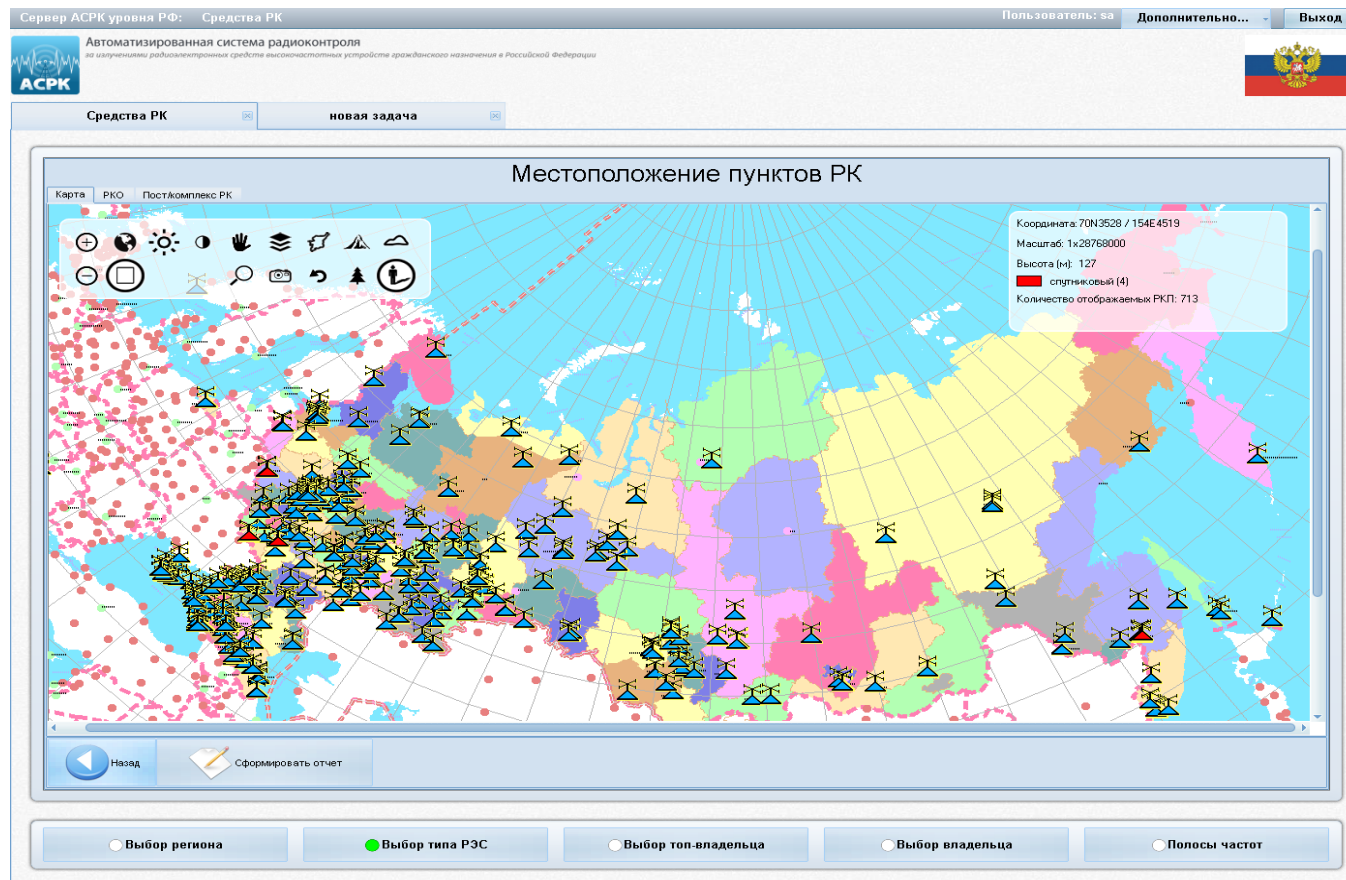 Сервер АСРК уровня РФ: Средства РК
Пользователь: sa
Дополнительно...
Выход
АСРК
Автоматизированная система радиоконтроля
за излучениями радиоэлектронных средств высокочастотных устройств гражданского назначения в Российской Федерации
Средства РК
новая задача
Местоположение пунктов РК
Карта
РКО
Пост/комплекс РК
Координата: 70N3528 / 154E4519
Масштаб: 1x28768000
Высота (м): 127
спутниковый (4)
Количество отображаемых РКП: 713
Назад
Сформировать отчет
Выбор региона
Выбор типа РЭС
Выбор топ-владельца
Выбор владельца
Полосы частот